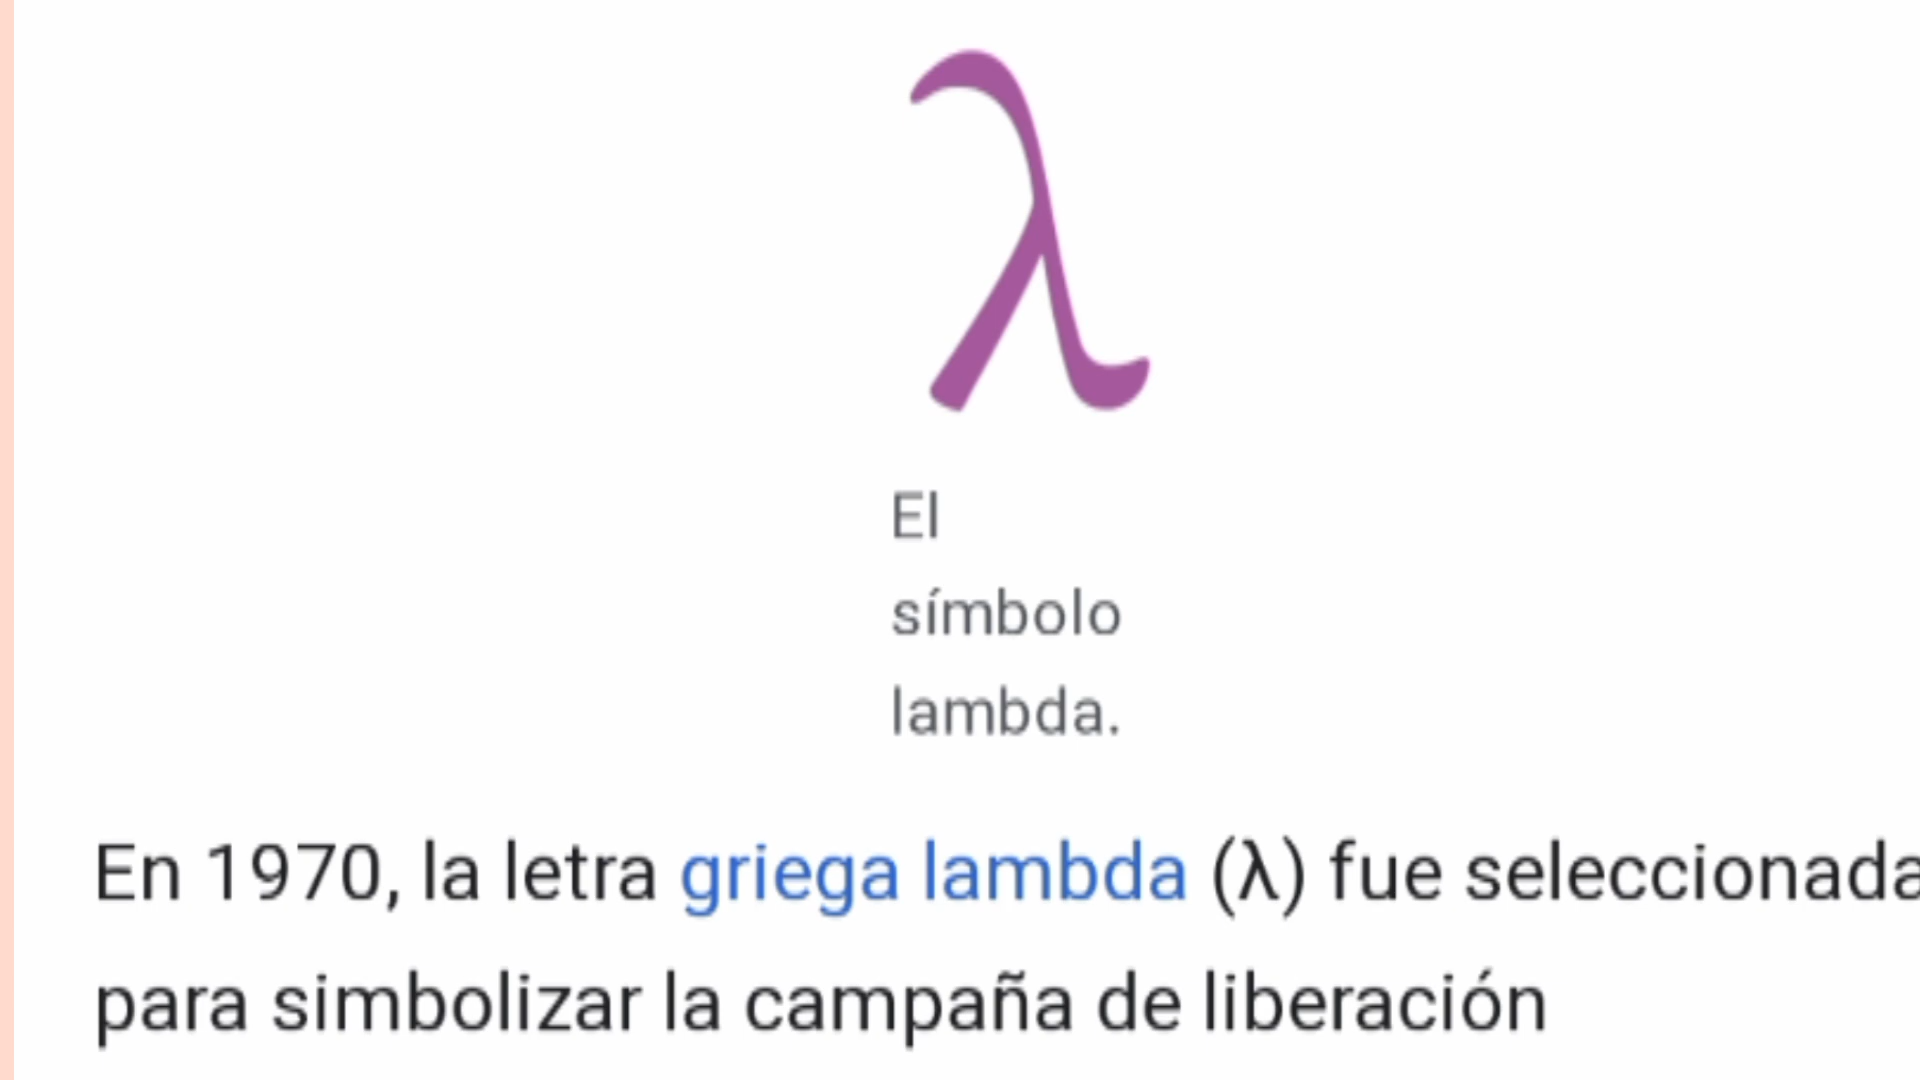 λ
El
símbolo
lambda.
En 1970, la letra griega lambda (λ) fue seleccionada
para simbolizar la campaña de liberación